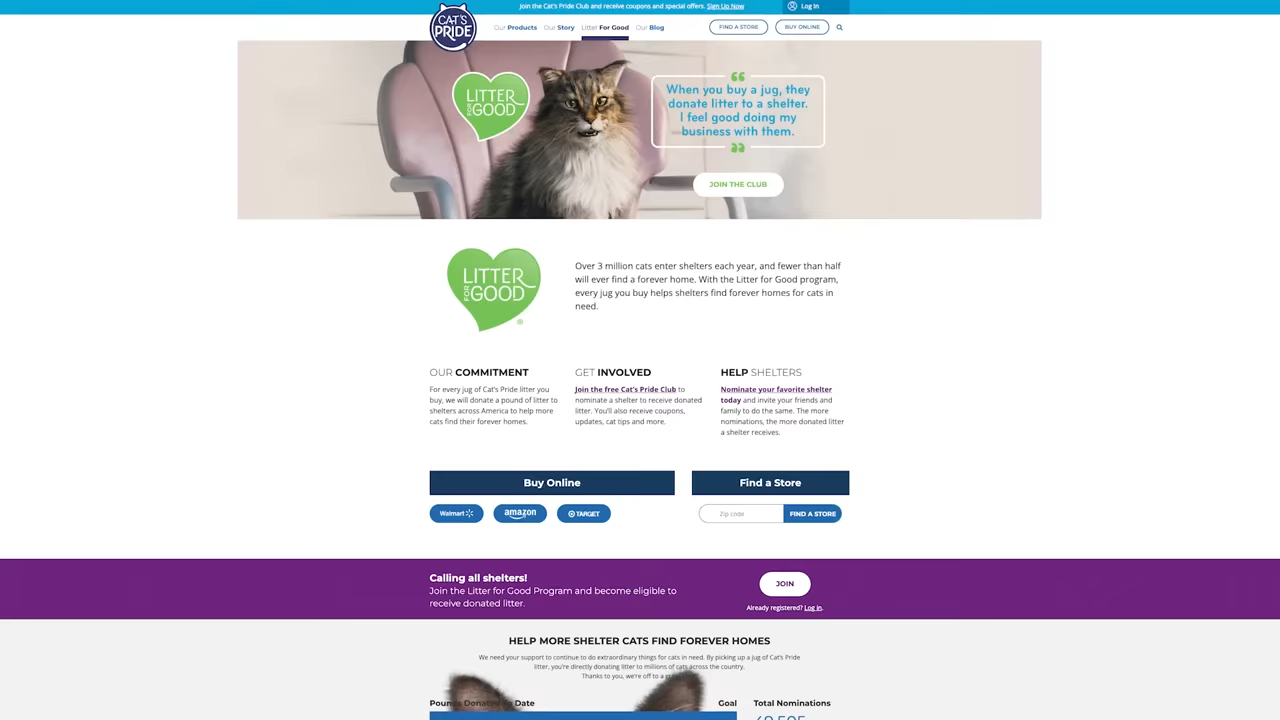 Join the Cat's Pride Club and receive coupons and special offers. Sign Up Now
Log In
CAT'S PRIDE
Our Products Our Story Litter For Good Our Blog
FIND A STORE BUY ONLINE
LITTER FOR GOOD
When you buy a jug, they
donate litter to a shelter.
I feel good doing my
business with them.
JOIN THE CLUB
LITTER FOR GOOD
Over 3 million cats enter shelters each year, and fewer than half
will ever find a forever home. With the Litter for Good program,
every jug you buy helps shelters find forever homes for cats in
need.
OUR COMMITMENT
For every jug of Cat's Pride litter you
buy, we will donate a pound of litter to
shelters across America to help more
cats find their forever homes.
GET INVOLVED
Join the free Cat's Pride Club to
nominate a shelter to receive donated
litter. You'll also receive coupons,
updates, cat tips and more.
HELP SHELTERS
Nominate your favorite shelter
today and invite your friends and
family to do the same. The more
nominations, the more donated litter
a shelter receives.
Buy Online
Walmart amazon TARGET
Find a Store
Zip code FIND A STORE
Calling all shelters!
Join the Litter for Good Program and become eligible to
receive donated litter.
JOIN
Already registered? Log in.
HELP MORE SHELTER CATS FIND FOREVER HOMES
We need your support to continue to do extraordinary things for cats in need. By picking up a jug of Cat's Pride
litter, you're directly donating litter to millions of cats across the country.
Thanks to you, we're off to a
Pounds Donated to Date Goal Total Nominations